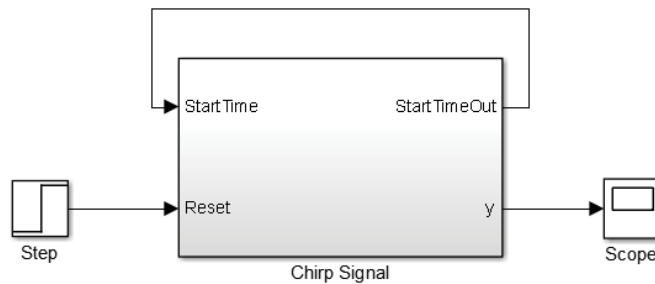 StartTime
StartTimeOut
Reset
y
Step
Chirp Signal
Scope